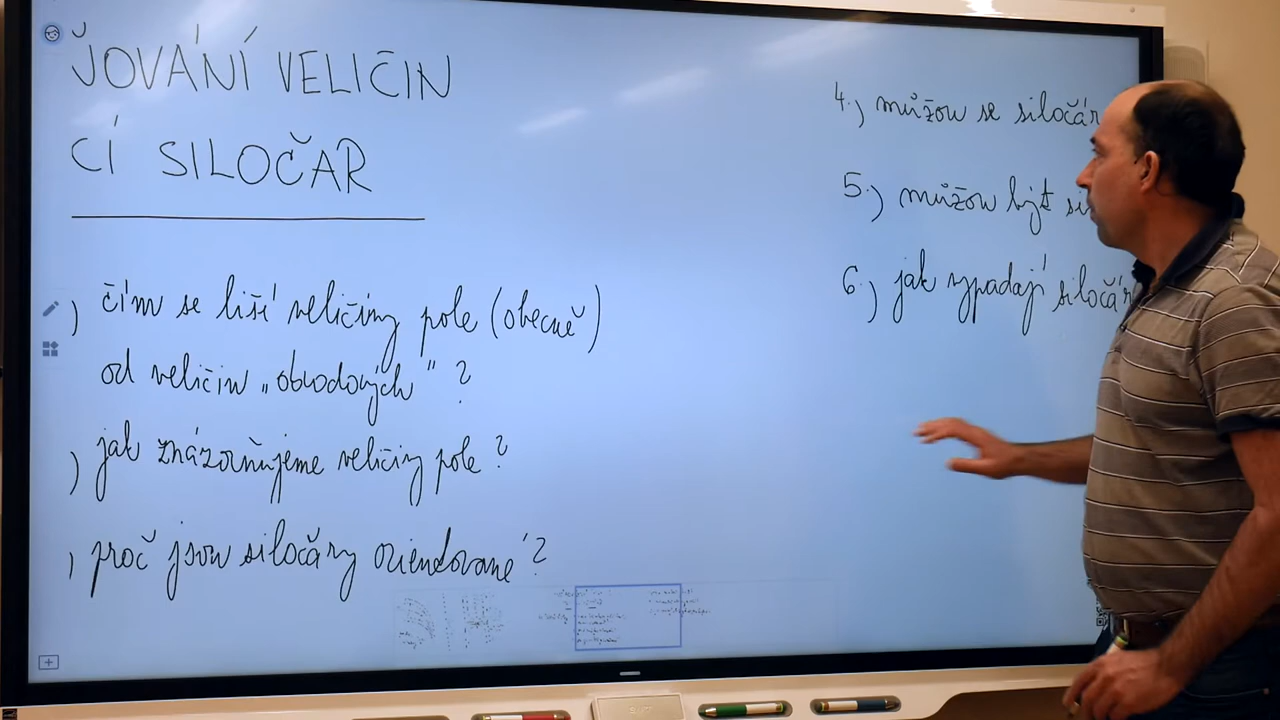 JOVÁNÍ VELIČIN
CÍ SILOČAR
) čím se liší veličiny pole (obecně)
od veličin „obvodových" ?
) jak znázorňujeme veličiny pole ?
) proč jsou siločáry orientované ?
4.) můžou se siločár
5.) můžou být si
6.) jak vypadají siločár